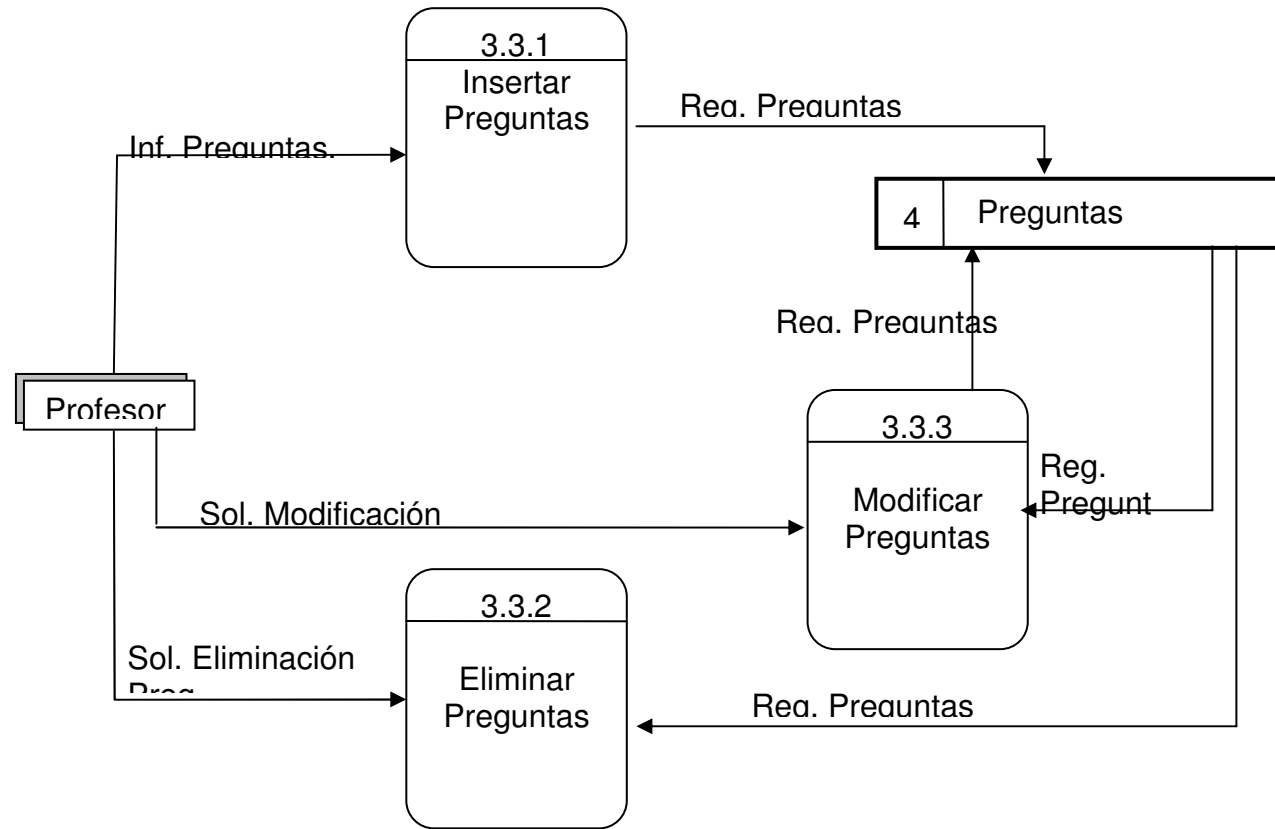 3.3.1
Insertar
Preguntas
Reg. Preguntas
Inf. Preguntas.
4
Preguntas
Reg. Preguntas
Profesor
3.3.3
Modificar
Preguntas
Reg.
Pregunt
Sol. Modificación
3.3.2
Eliminar
Preguntas
Sol. Eliminación
Preg.
Reg. Preguntas